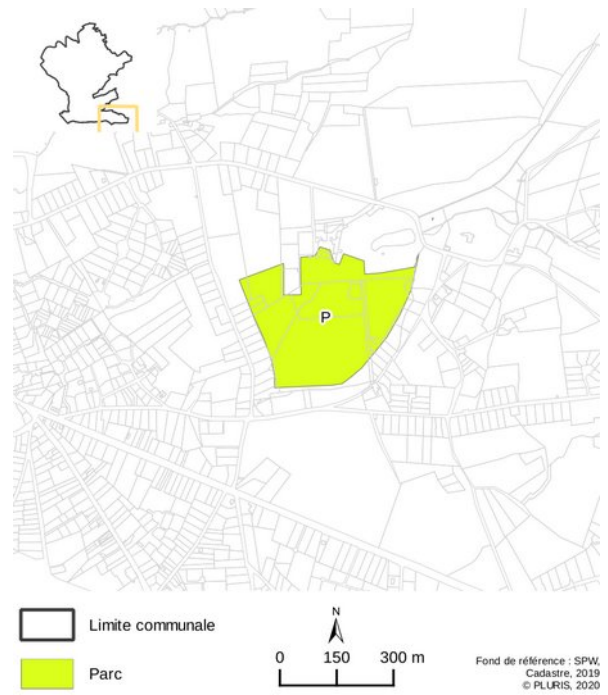 P
Limite communale
Parc
N
0 150 300 m
Fond de référence : SPW,
Cadastre, 2019
© PLURIS, 2020